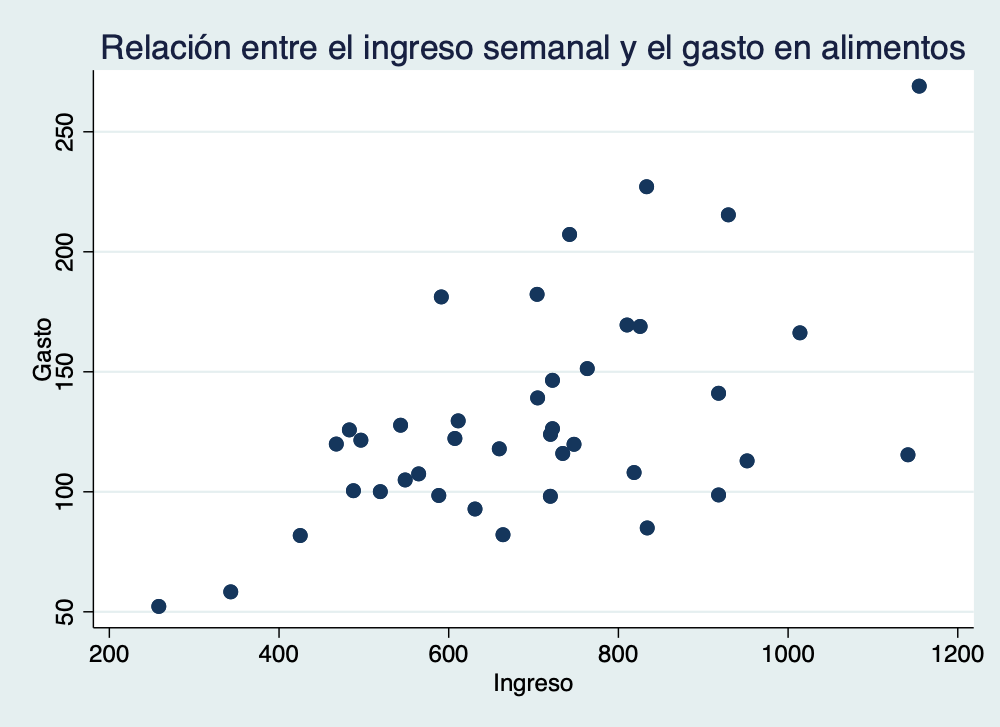 Relación entre el ingreso semanal y el gasto en alimentos
250
200
150
100
50
Gasto
200 400 600 800 1000 1200
Ingreso